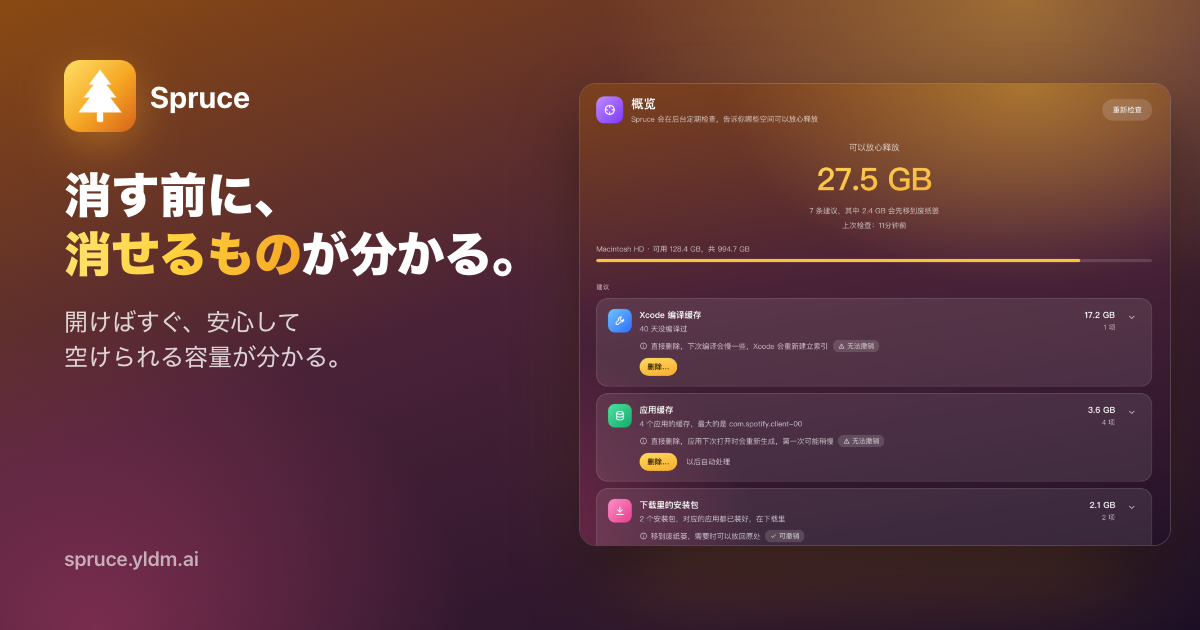 Spruce
消す前に、
消せるものが分かる。
開けばすぐ、安心して
空けられる容量が分かる。
spruce.yldm.ai
概览
Spruce 会在后台定期检查，告诉你哪些空间可以放心释放
重新检查
可以放心释放
27.5 GB
7 条建议，其中 2.4 GB 会先移到废纸篓
上次检查：11分钟前
Macintosh HD · 可用 128.4 GB，共 994.7 GB
建议
Xcode 编译缓存
17.2 GB
40 天没编译过
1 项
直接删除，下次编译会慢一些，Xcode 会重新建立索引
无法撤销
删除…
应用缓存
3.6 GB
4 个应用的缓存，最大的是 com.spotify.client-00
4 项
直接删除，应用下次打开时会重新生成，第一次可能稍慢
无法撤销
删除…
以后自动处理
下载里的安装包
2.1 GB
2 个安装包，对应的应用都已装好，在下载里
2 项
移到废纸篓，需要时可以放回原处
可撤销